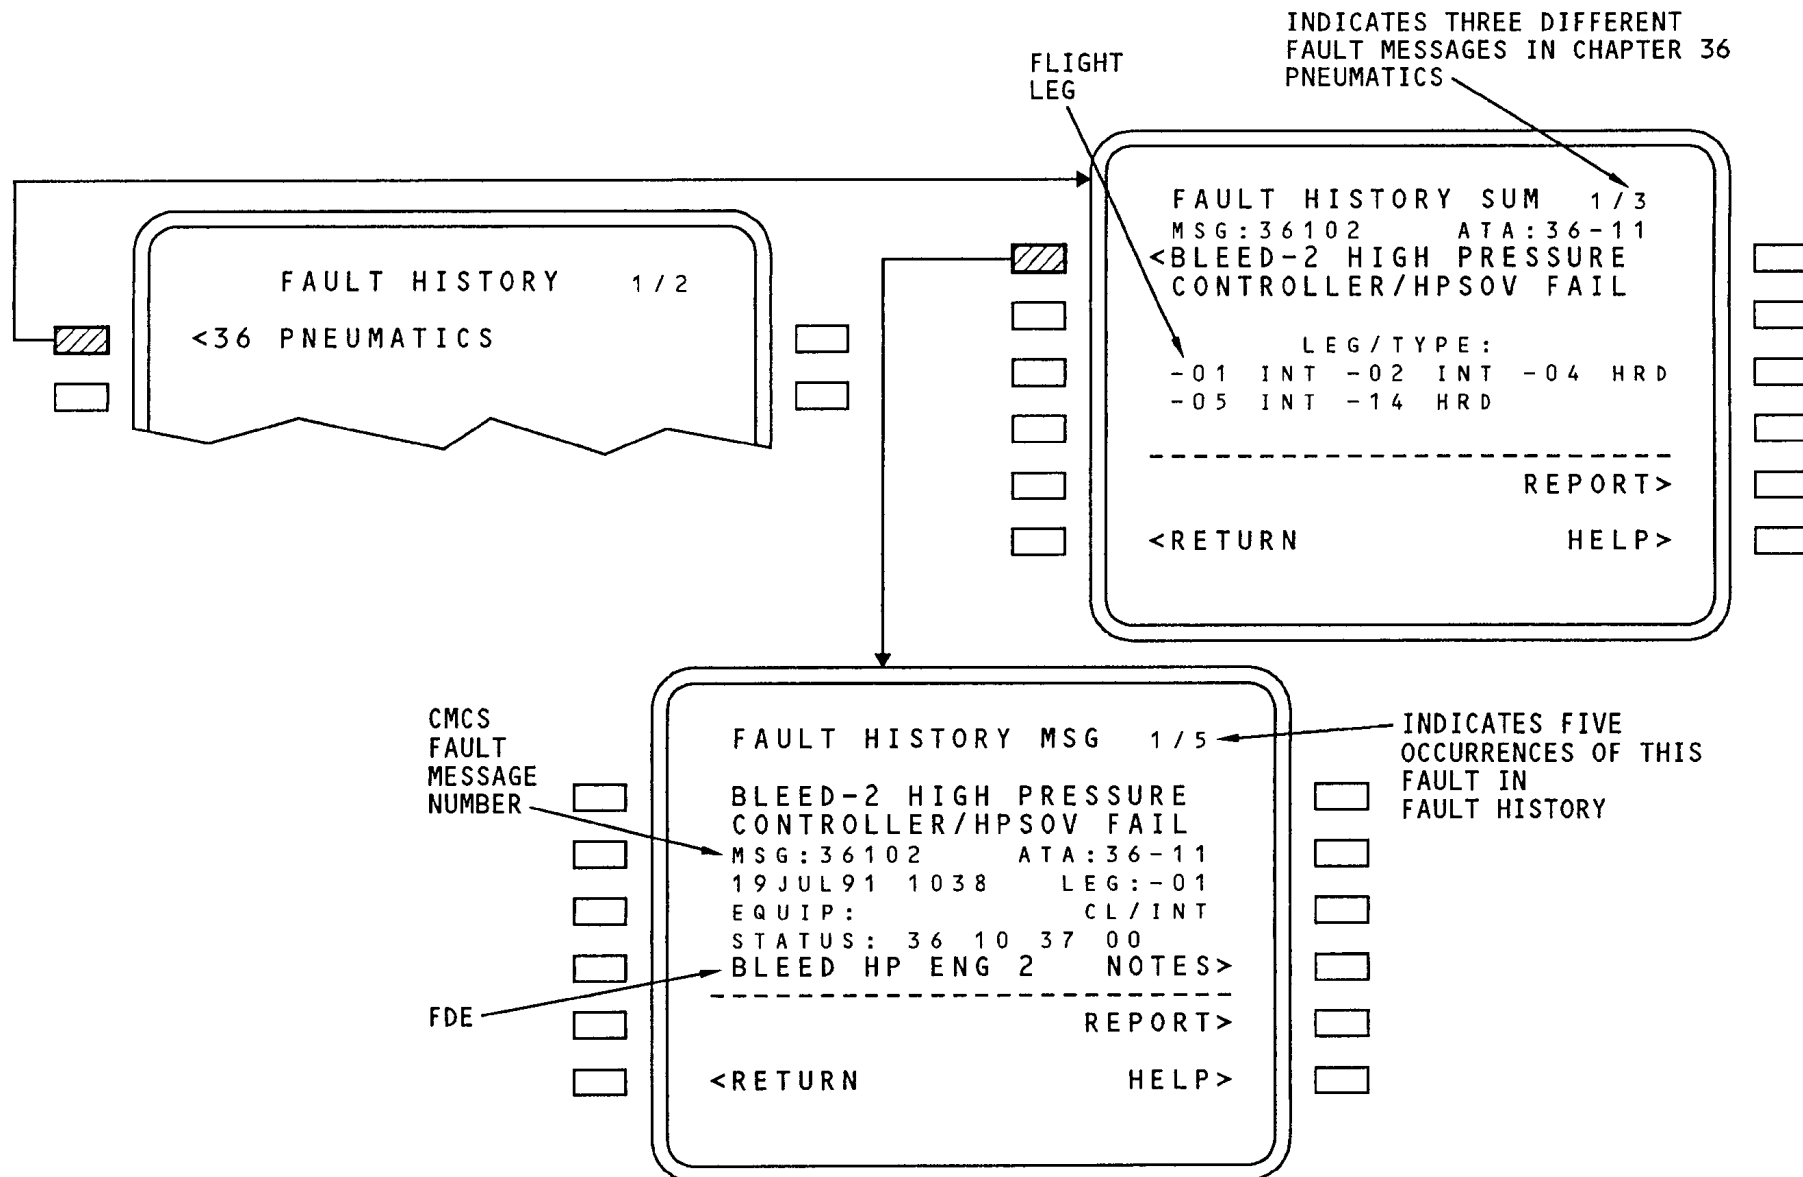 INDICATES THREE DIFFERENT
FAULT MESSAGES IN CHAPTER 36
PNEUMATICS
FLIGHT
LEG
FAULT HISTORY 1/2
<36 PNEUMATICS
FAULT HISTORY SUM 1/3
MSG:36102 ATA:36-11
<BLEED-2 HIGH PRESSURE
CONTROLLER/HPSOV FAIL
LEG/TYPE:
-01 INT -02 INT -04 HRD
-05 INT -14 HRD
REPORT>
<RETURN HELP>
CMCS
FAULT
MESSAGE
NUMBER
FDE
FAULT HISTORY MSG 1/5
BLEED-2 HIGH PRESSURE
CONTROLLER/HPSOV FAIL
MSG:36102 ATA:36-11
19JUL91 1038 LEG:-01
EQUIP: CL/INT
STATUS: 36 10 37 00
BLEED HP ENG 2 NOTES>
REPORT>
<RETURN HELP>
INDICATES FIVE
OCCURRENCES OF THIS
FAULT IN
FAULT HISTORY